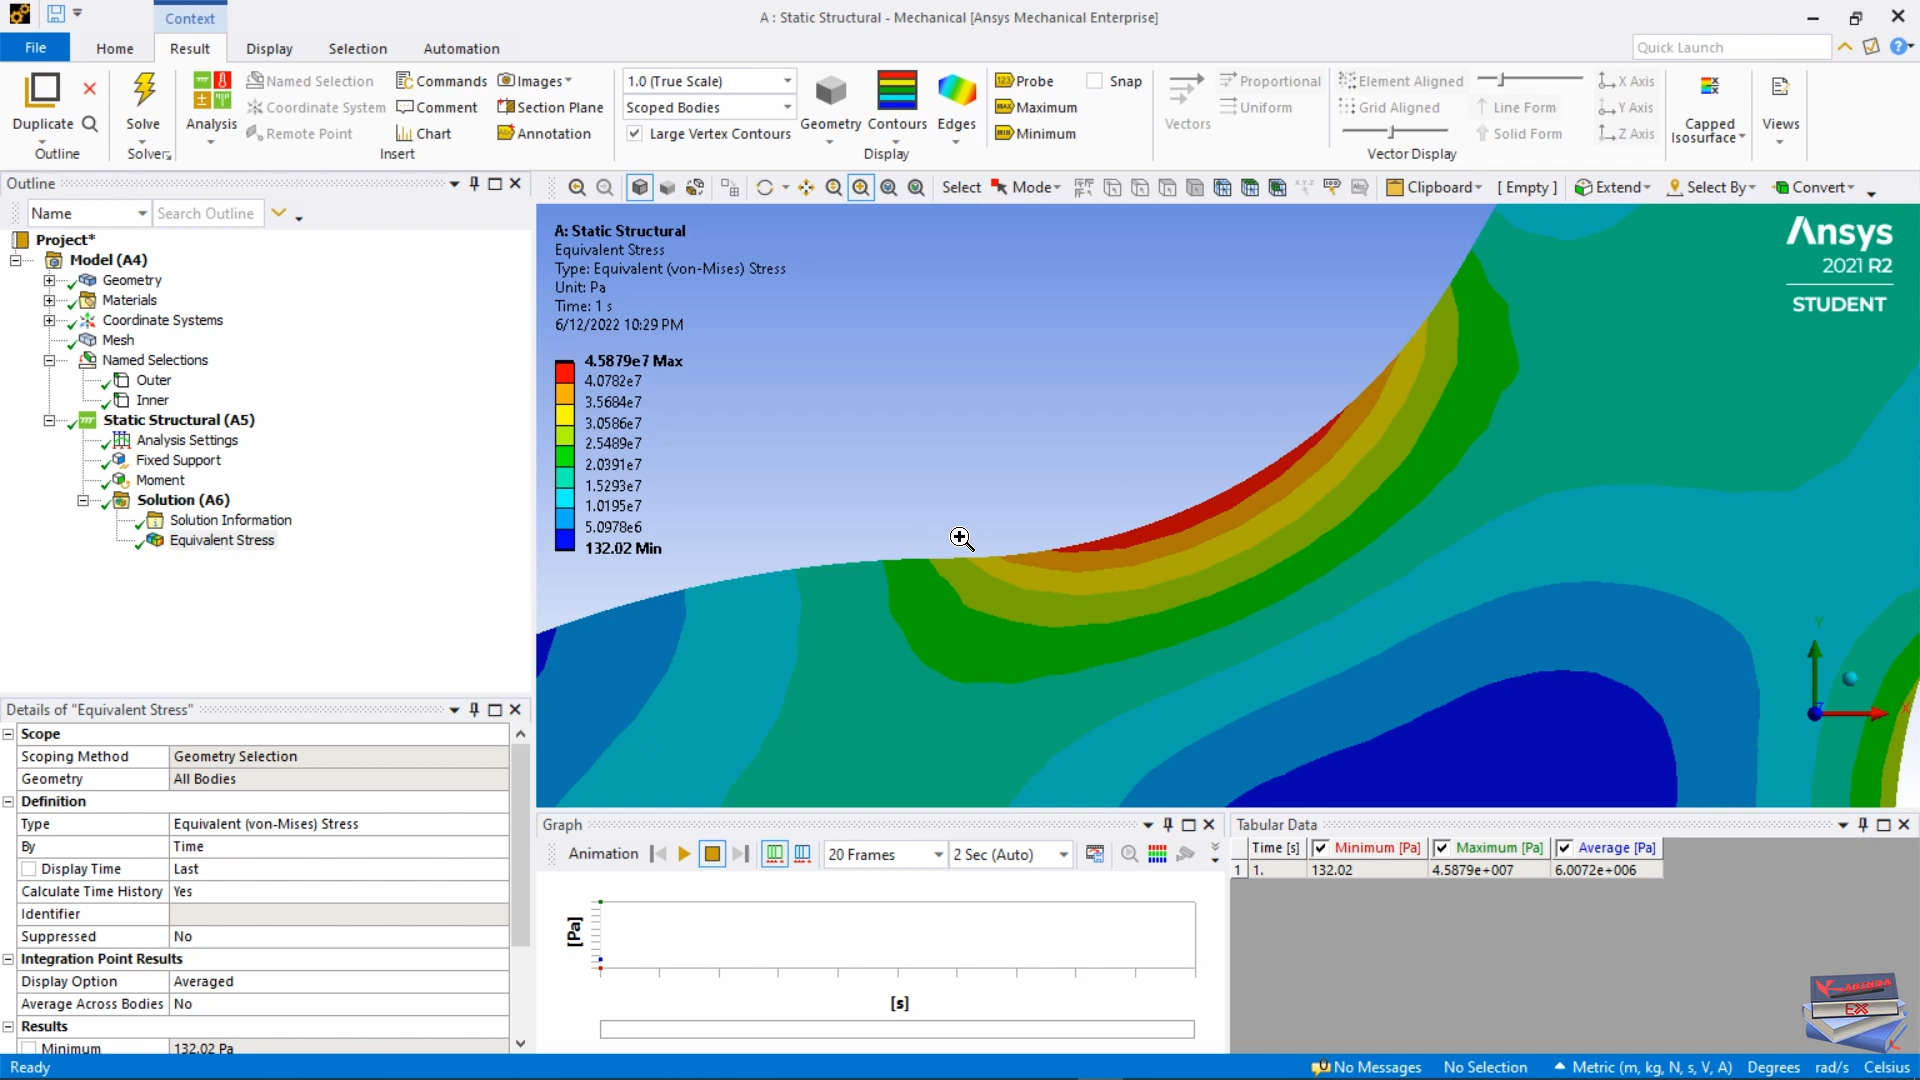 Context
A : Static Structural - Mechanical [Ansys Mechanical Enterprise]
File
Home
Result
Display
Selection
Automation
Quick Launch
Duplicate
Outline
Solve
Solver
Analysis
Named Selection
Coordinate System
Remote Point
Commands
Comment
Chart
Images
Section Plane
Annotation
Insert
1.0 (True Scale)
Scoped Bodies
Large Vertex Contours
Geometry
Contours
Edges
Display
Probe
Maximum
Minimum
Snap
Vectors
Proportional
Uniform
Element Aligned
Grid Aligned
Line Form
Solid Form
X Axis
Y Axis
Z Axis
Vector Display
Capped
Isosurface
Views
Outline
Name
Search Outline
Select
Mode
Clipboard
[ Empty ]
Extend
Select By
Convert
Project*
Model (A4)
Geometry
Materials
Coordinate Systems
Mesh
Named Selections
Outer
Inner
Static Structural (A5)
Analysis Settings
Fixed Support
Moment
Solution (A6)
Solution Information
Equivalent Stress
A: Static Structural
Equivalent Stress
Type: Equivalent (von-Mises) Stress
Unit: Pa
Time: 1 s
6/12/2022 10:29 PM
4.5879e7 Max
4.0782e7
3.5684e7
3.0586e7
2.5489e7
2.0391e7
1.5293e7
1.0195e7
5.0978e6
132.02 Min
Ansys
2021 R2
STUDENT
Y
X
Details of "Equivalent Stress"
Scope
Scoping Method Geometry Selection
Geometry All Bodies
Definition
Type Equivalent (von-Mises) Stress
By Time
Display Time Last
Calculate Time History Yes
Identifier
Suppressed No
Integration Point Results
Display Option Averaged
Average Across Bodies No
Results
Minimum 132.02 Pa
Graph
Animation
20 Frames
2 Sec (Auto)
[Pa]
[s]
Tabular Data
Time [s] Minimum [Pa] Maximum [Pa] Average [Pa]
1 1. 132.02 4.5879e+007 6.0072e+006
EX
Ready
No Messages
No Selection
Metric (m, kg, N, s, V, A)
Degrees
rad/s
Celsius